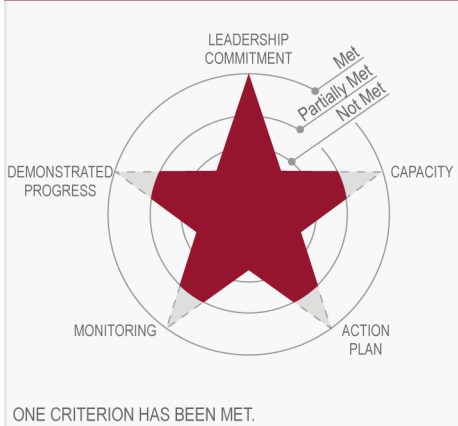 LEADERSHIP
COMMITMENT
Met
Partially Met
Not Met
DEMONSTRATED
PROGRESS
CAPACITY
MONITORING
ACTION
PLAN
ONE CRITERION HAS BEEN MET.